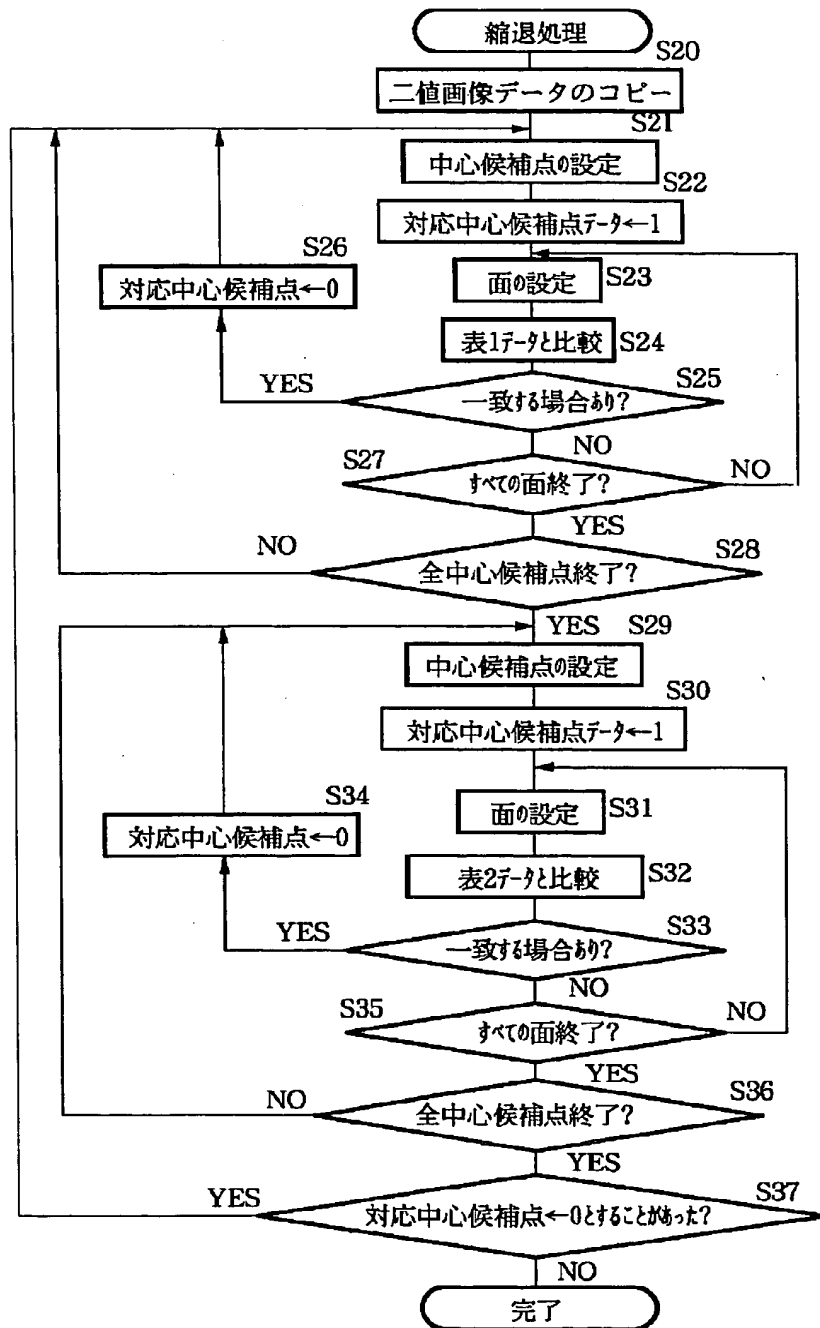 縮退処理
S20
二値画像データのコピー
S21
中心候補点の設定
S22
対応中心候補点データ←1
S26
対応中心候補点←0
面の設定
S23
表1データと比較
S24
YES
S25
一致する場合あり?
NO
S27
すべての面終了?
NO
YES
NO
S28
全中心候補点終了?
YES
S29
中心候補点の設定
S30
対応中心候補点データ←1
S34
対応中心候補点←0
面の設定
S31
表2データと比較
S32
YES
S33
一致する場合あり?
NO
S35
すべての面終了?
NO
YES
NO
S36
全中心候補点終了?
YES
YES
S37
対応中心候補点←0とすることがあった?
NO
完了